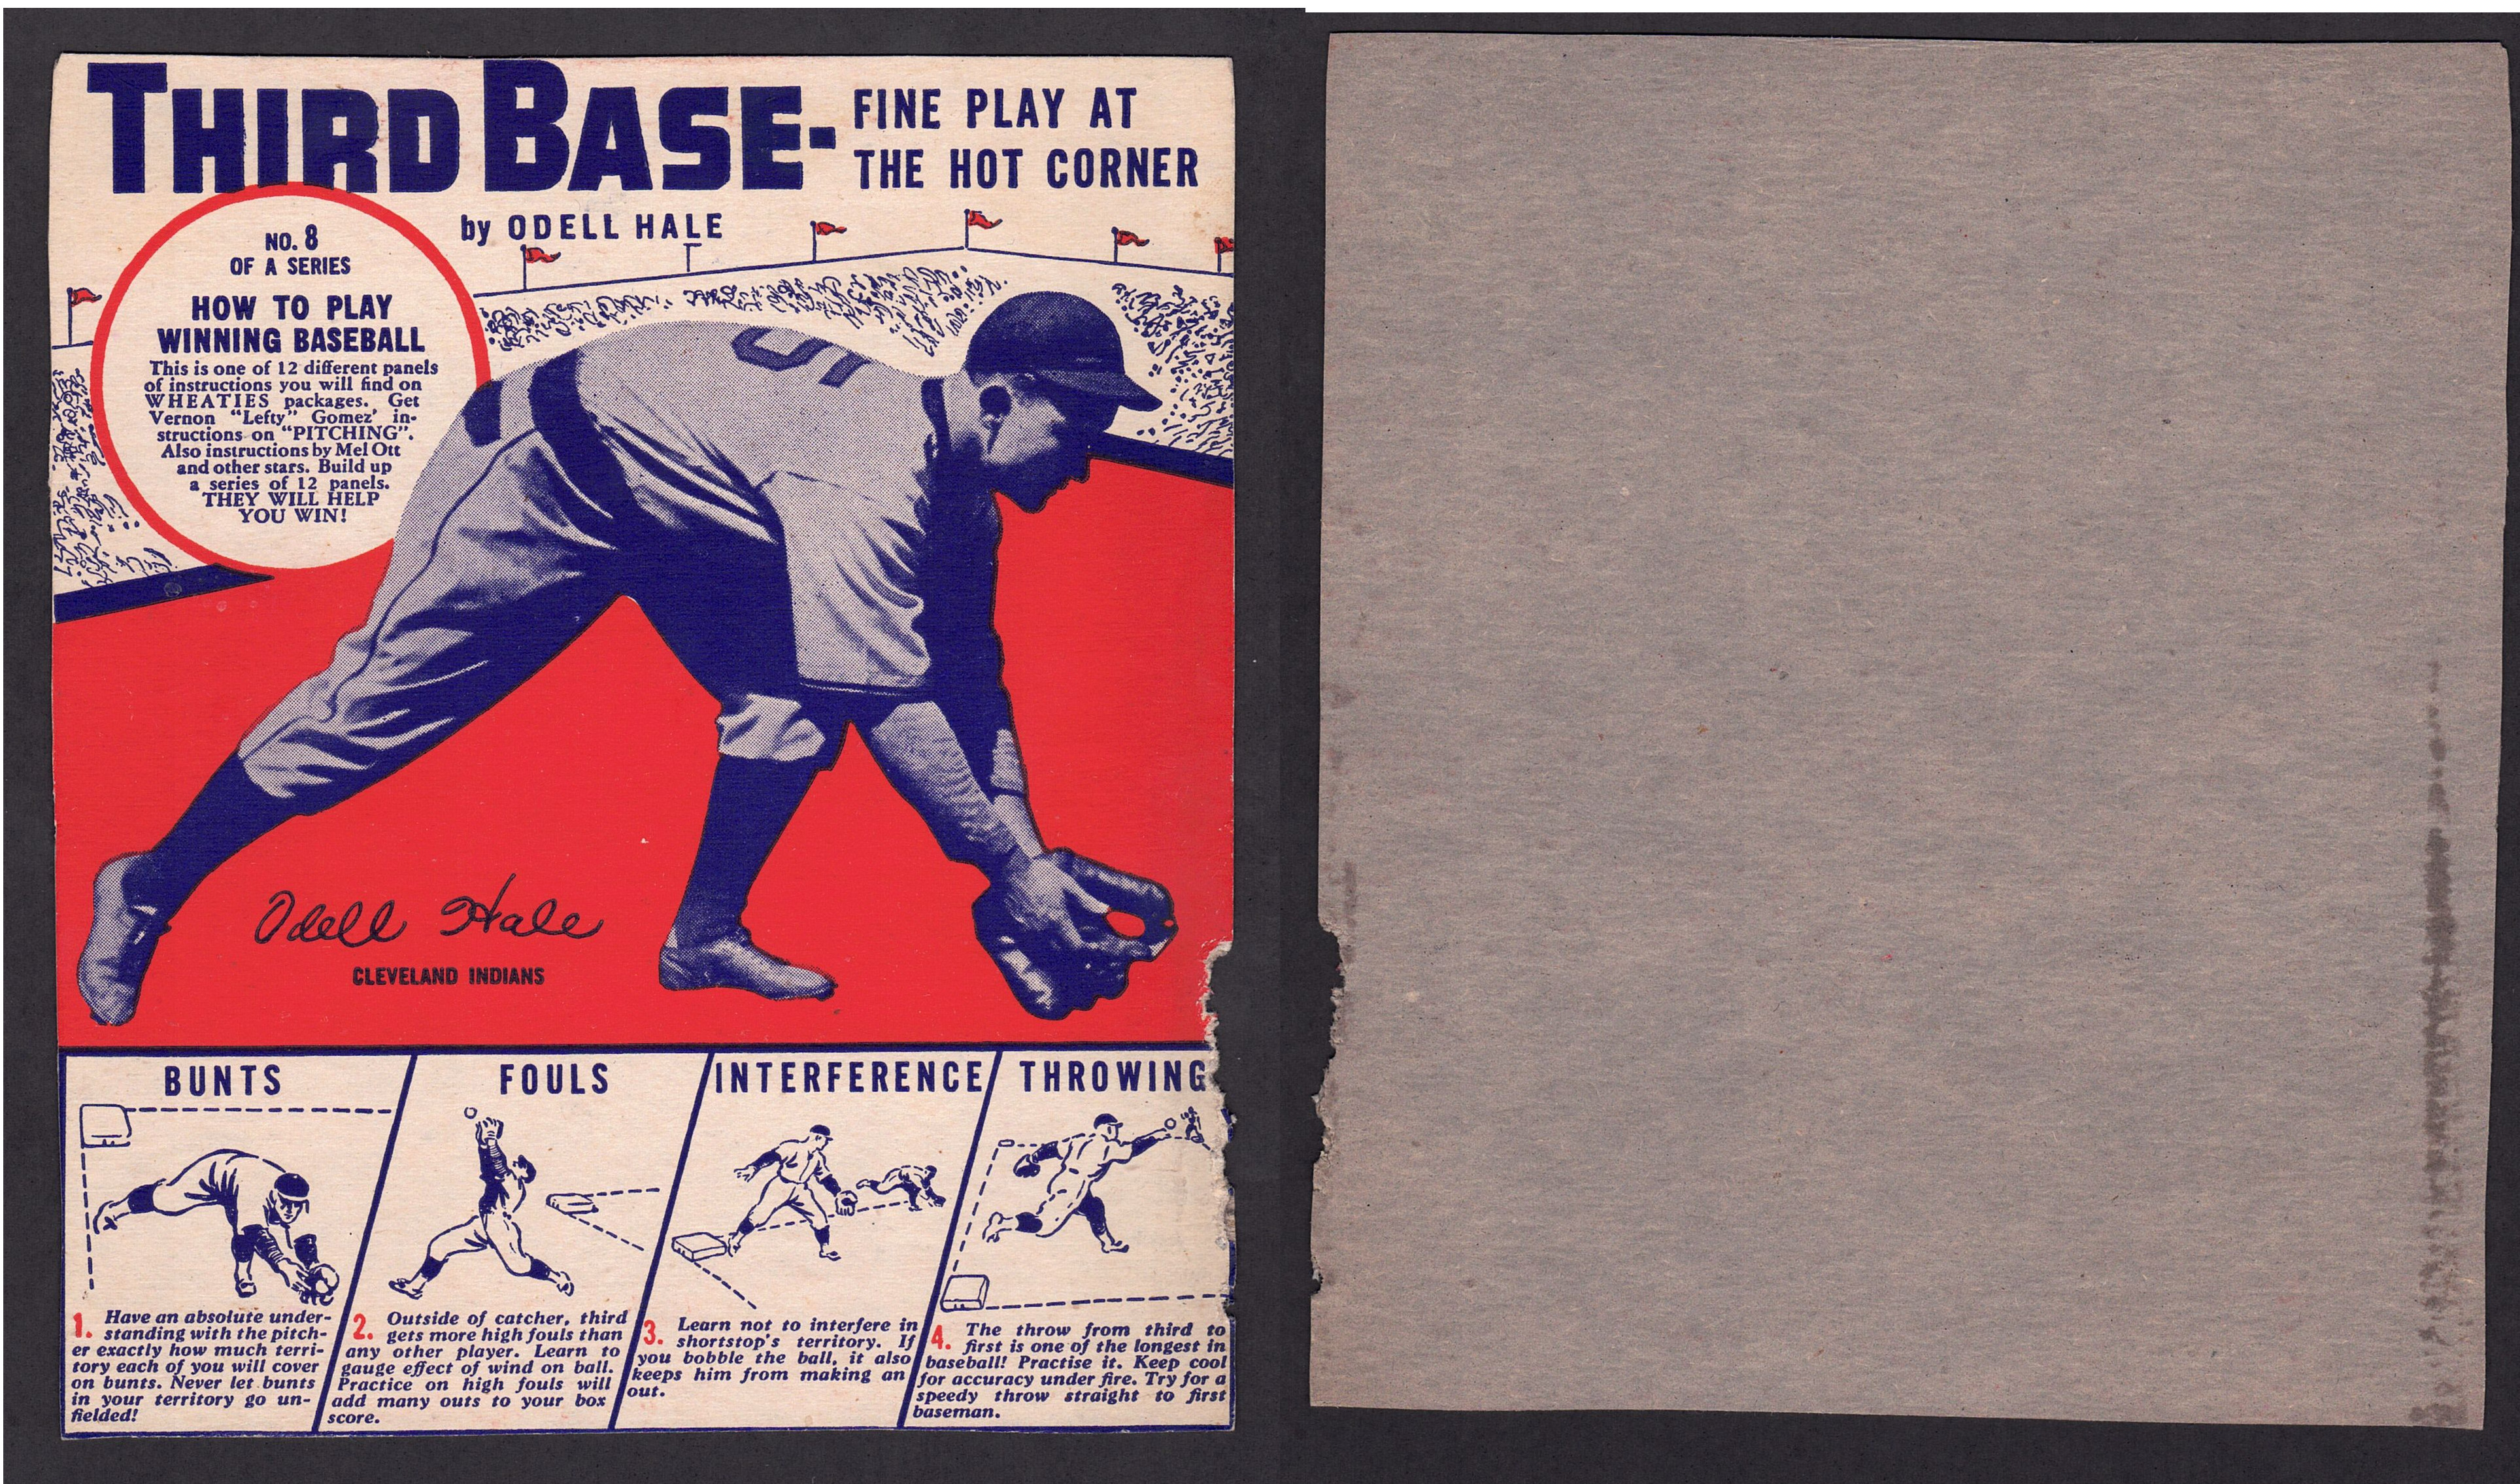 THIRD BASE- FINE PLAY AT
THE HOT CORNER
by ODELL HALE
NO. 8
OF A SERIES
HOW TO PLAY
WINNING BASEBALL
This is one of 12 different panels
of instructions you will find on
WHEATIES packages. Get
Vernon "Lefty" Gomez' in-
structions on "PITCHING".
Also instructions by Mel Ott
and other stars. Build up
a series of 12 panels.
THEY WILL HELP
YOU WIN!
Odell Hale
CLEVELAND INDIANS
BUNTS
1. Have an absolute under-
standing with the pitch-
er exactly how much terri-
tory each of you will cover
on bunts. Never let bunts
in your territory go un-
fielded!
FOULS
2. Outside of catcher, third
gets more high fouls than
any other player. Learn to
gauge effect of wind on ball.
Practice on high fouls will
add many outs to your box
score.
INTERFERENCE
3. Learn not to interfere in
shortstop's territory. If
you bobble the ball, it also
keeps him from making an
out.
THROWING
4. The throw from third to
first is one of the longest in
baseball! Practise it. Keep cool
for accuracy under fire. Try for a
speedy throw straight to first
baseman.